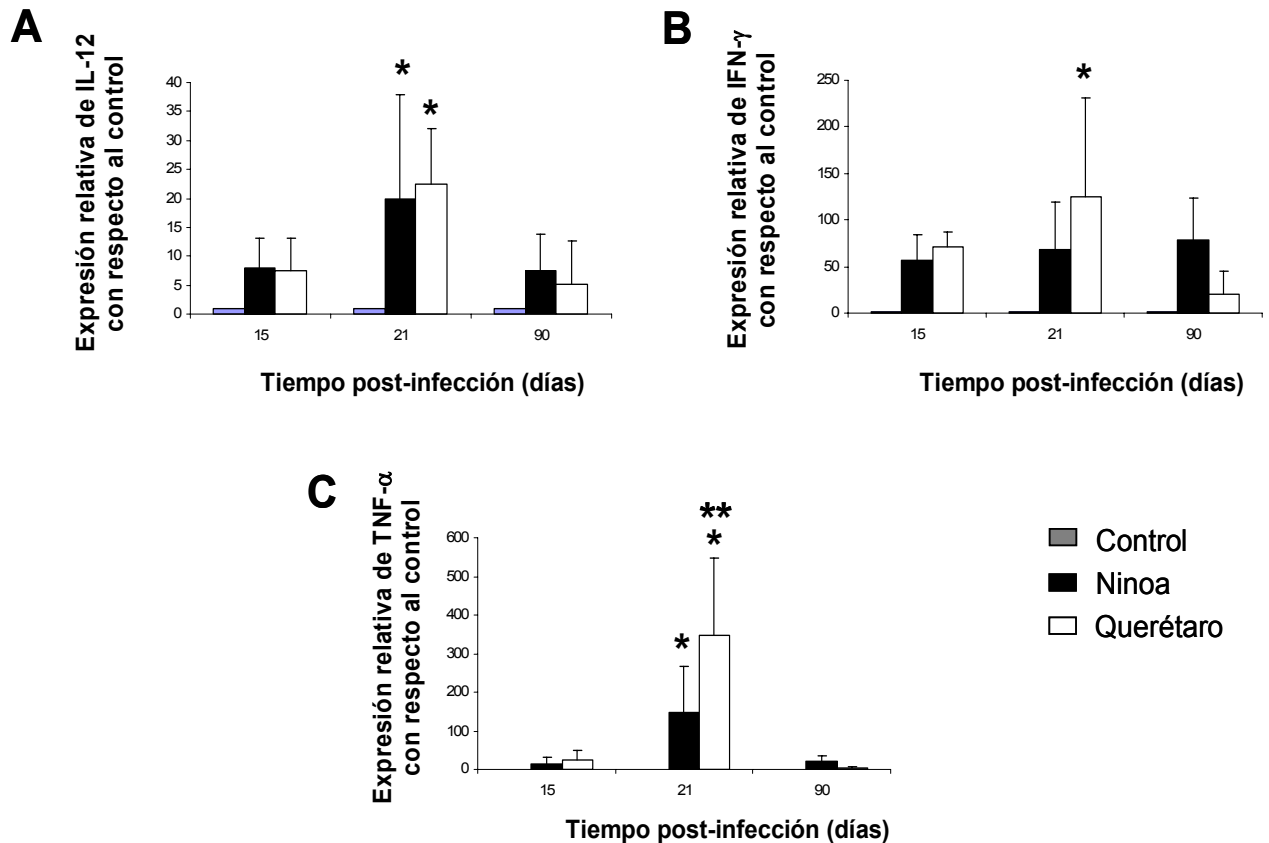 A
Expresión relativa de IL-12
con respecto al control
40
35
30
25
20
15
10
5
0
*
*
15
21
90
Tiempo post-infección (días)
B
Expresión relativa de IFN-γ
con respecto al control
250
200
150
100
50
0
*
15
21
90
Tiempo post-infección (días)
C
Expresión relativa de TNF-α
con respecto al control
600
500
400
300
200
100
0
*
**
*
15
21
90
Tiempo post-infección (días)
Control
Ninoa
Querétaro